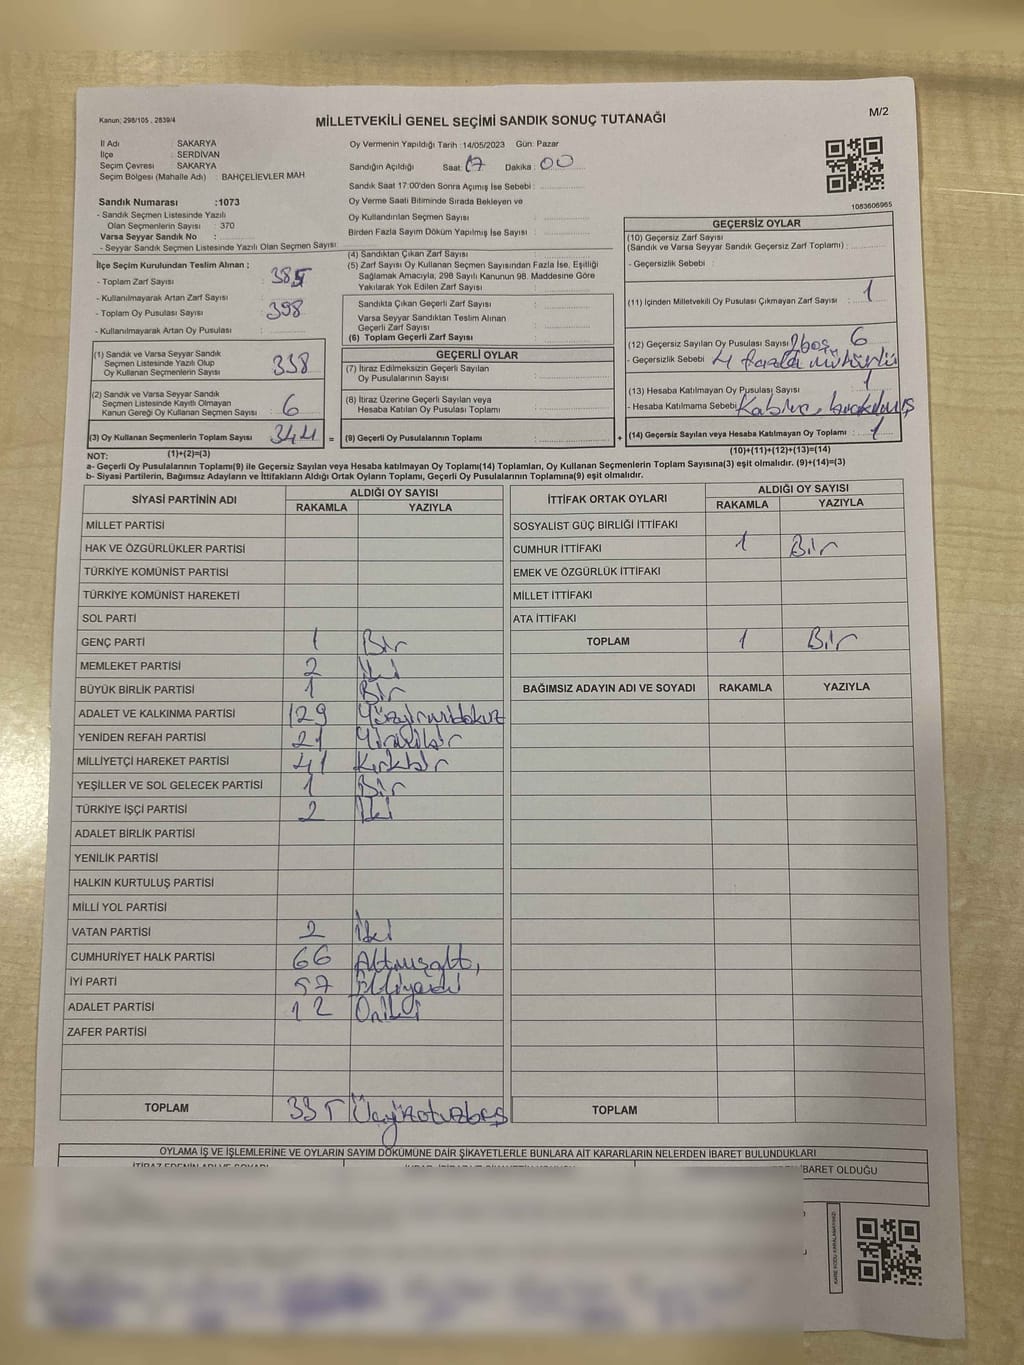 Kanun; 298/105 , 2839/4
MİLLETVEKİLİ GENEL SEÇİMİ SANDIK SONUÇ TUTANAĞI
M/2
İl Adı : SAKARYA
İlçe : SERDİVAN
Seçim Çevresi : SAKARYA
Seçim Bölgesi (Mahalle Adı) : BAHÇELİEVLER MAH
Sandık Numarası :1073
- Sandık Seçmen Listesinde Yazılı
Olan Seçmenlerin Sayısı : 370
Varsa Seyyar Sandık No :
- Seyyar Sandık Seçmen Listesinde Yazılı Olan Seçmen Sayısı :
Oy Vermenin Yapıldığı Tarih :14/05/2023 Gün: Pazar
Sandığın Açıldığı Saat: 17 Dakika : 00
Sandık Saat 17:00'den Sonra Açımış İse Sebebi :
Oy Verme Saati Bitiminde Sırada Bekleyen ve
Oy Kullandırılan Seçmen Sayısı :
Birden Fazla Sayım Döküm Yapılmış İse Sayısı :
1083606965
İlçe Seçim Kurulundan Teslim Alınan ;
- Toplam Zarf Sayısı : 385
- Kullanılmayarak Artan Zarf Sayısı :
- Toplam Oy Pusulası Sayısı : 398
- Kullanılmayarak Artan Oy Pusulası :
(1) Sandık ve Varsa Seyyar Sandık
Seçmen Listesinde Yazılı Olup
Oy Kullanan Seçmenlerin Sayısı : 338
(2) Sandık ve Varsa Seyyar Sandık
Seçmen Listesinde Kayıtlı Olmayan
Kanun Gereği Oy Kullanan Seçmen Sayısı : 6
(3) Oy Kullanan Seçmenlerin Toplam Sayısı : 344 =
(4) Sandıktan Çıkan Zarf Sayısı :
(5) Zarf Sayısı Oy Kullanan Seçmen Sayısından Fazla İse, Eşitliği
Sağlamak Amacıyla, 298 Sayılı Kanunun 98. Maddesine Göre
Yakılarak Yok Edilen Zarf Sayısı :
Sandıkta Çıkan Geçerli Zarf Sayısı :
Varsa Seyyar Sandıktan Teslim Alınan
Geçerli Zarf Sayısı :
(6) Toplam Geçerli Zarf Sayısı :
GEÇERLİ OYLAR
(7) İtiraz Edilmeksizin Geçerli Sayılan
Oy Pusulalarının Sayısı :
(8) İtiraz Üzerine Geçerli Sayılan veya
Hesaba Katılan Oy Pusulası Toplamı :
(9) Geçerli Oy Pusulalarının Toplamı : +
GEÇERSİZ OYLAR
(10) Geçersiz Zarf Sayısı
(Sandık ve Varsa Seyyar Sandık Geçersiz Zarf Toplamı) :
- Geçersizlik Sebebi :
(11) İçinden Milletvekili Oy Pusulası Çıkmayan Zarf Sayısı : 1
(12) Geçersiz Sayılan Oy Pusulası Sayısı : 2boş, 6
- Geçersizlik Sebebi 4 fazla mühürlü
(13) Hesaba Katılmayan Oy Pusulası Sayısı : 1
- Hesaba Katılmama Sebebi
(14) Geçersiz Sayılan veya Hesaba Katılmayan Oy Toplamı : 1
NOT: (1)+(2)=(3) (10)+(11)+(12)+(13)=(14)
a- Geçerli Oy Pusulalarının Toplamı(9) ile Geçersiz Sayılan veya Hesaba katılmayan Oy Toplamı(14) Toplamları, Oy Kullanan Seçmenlerin Toplam Sayısına(3) eşit olmalıdır. (9)+(14)=(3)
b- Siyasi Partilerin, Bağımsız Adayların ve İttifakların Aldığı Ortak Oyların Toplamı, Geçerli Oy Pusulalarının Toplamına(9) eşit olmalıdır.
SİYASİ PARTİNİN ADI ALDIĞI OY SAYISI
RAKAMLA YAZIYLA
MİLLET PARTİSİ
HAK VE ÖZGÜRLÜKLER PARTİSİ
TÜRKİYE KOMÜNİST PARTİSİ
TÜRKİYE KOMÜNİST HAREKETİ
SOL PARTİ
GENÇ PARTİ 1 Bir
MEMLEKET PARTİSİ 2 İki
BÜYÜK BİRLİK PARTİSİ 1 Bir
ADALET VE KALKINMA PARTİSİ 129 Yüzyirmidokuz
YENİDEN REFAH PARTİSİ 21 Yirmibir
MİLLİYETÇİ HAREKET PARTİSİ 41 Kırkbir
YEŞİLLER VE SOL GELECEK PARTİSİ 1 Bir
TÜRKİYE İŞÇİ PARTİSİ 2 İki
ADALET BİRLİK PARTİSİ
YENİLİK PARTİSİ
HALKIN KURTULUŞ PARTİSİ
MİLLİ YOL PARTİSİ
VATAN PARTİSİ 2 İki
CUMHURİYET HALK PARTİSİ 66 Altmışaltı
İYİ PARTİ 57 Elliyedi
ADALET PARTİSİ 12 Oniki
ZAFER PARTİSİ
TOPLAM 335 Üçyüzotuzbeş
İTTİFAK ORTAK OYLARI ALDIĞI OY SAYISI
RAKAMLA YAZIYLA
SOSYALIST GÜÇ BİRLİĞİ İTTİFAKI
CUMHUR İTTİFAKI 1 Bir
EMEK VE ÖZGÜRLÜK İTTİFAKI
MİLLET İTTİFAKI
ATA İTTİFAKI
TOPLAM 1 Bir
BAĞIMSIZ ADAYIN ADI VE SOYADI RAKAMLA YAZIYLA
TOPLAM
OYLAMA İŞ VE İŞLEMLERİNE VE OYLARIN SAYIM DÖKÜMÜNE DAİR ŞİKAYETLERLE BUNLARA AİT KARARLARIN NELERDEN İBARET BULUNDUKLARI
İBARET OLDUĞU